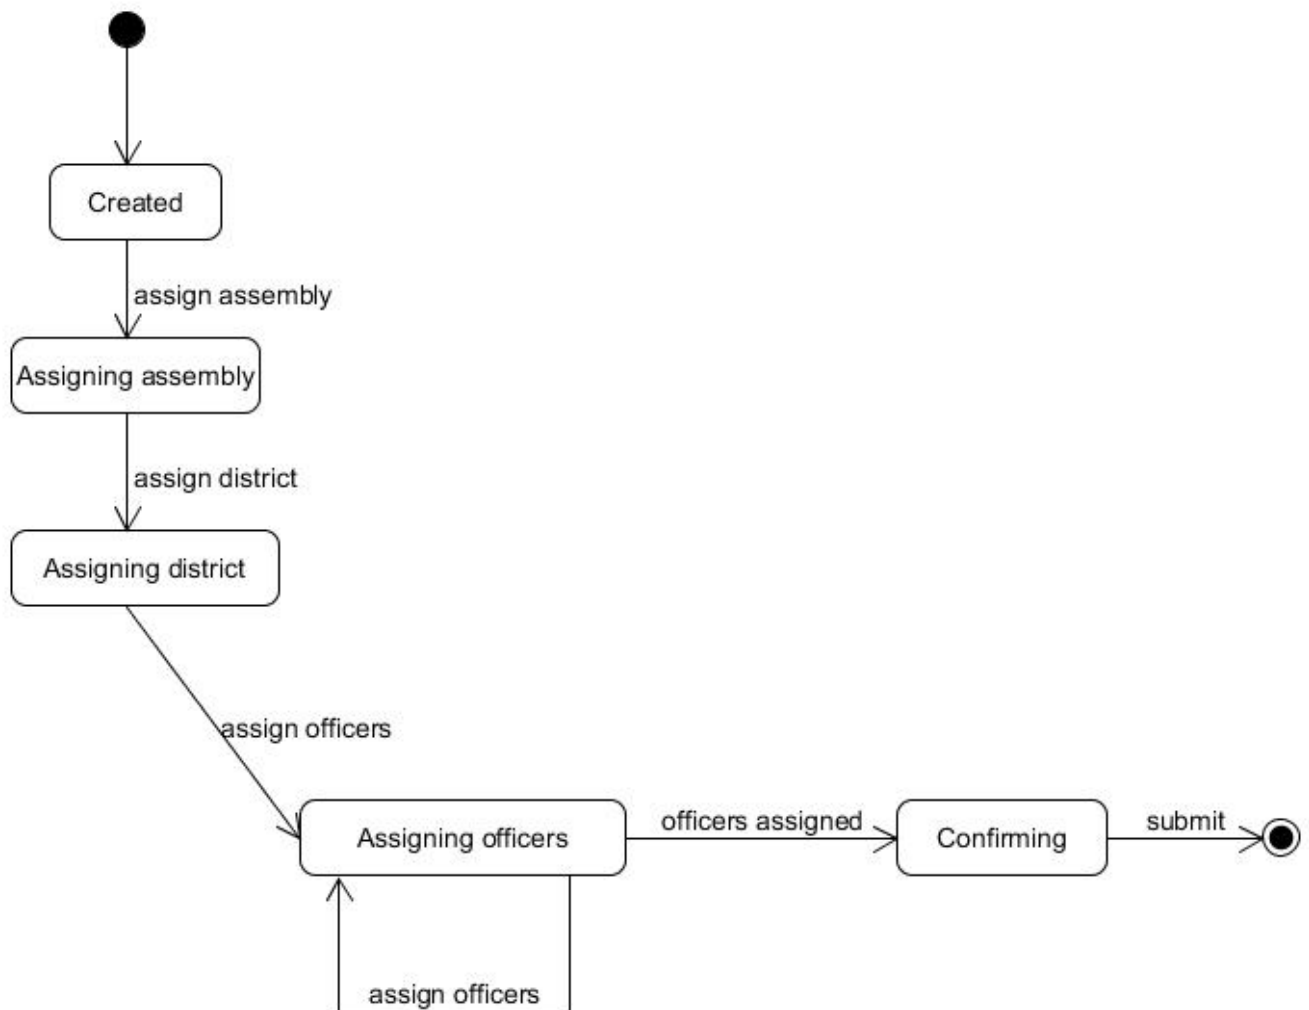 Created
assign assembly
Assigning assembly
assign district
Assigning district
assign officers
Assigning officers
officers assigned
Confirming
submit
assign officers